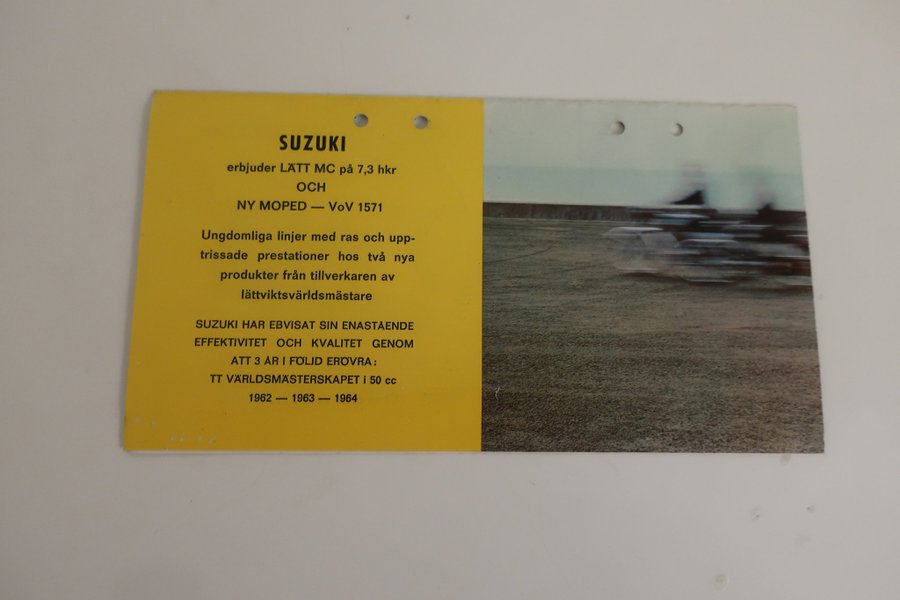 SUZUKI
erbjuder LÄTT MC på 7,3 hkr
OCH
NY MOPED — VoV 1571
Ungdomliga linjer med ras och upp-
trissade prestationer hos två nya
produkter från tillverkaren av
lättviktsvärldsmästare
SUZUKI HAR EBVISAT SIN ENASTÅENDE
EFFEKTIVITET OCH KVALITET GENOM
ATT 3 ÅR I FÖLJD ERÖVRA:
TT VÄRLDSMÄSTERSKAPET i 50 cc
1962 — 1963 — 1964